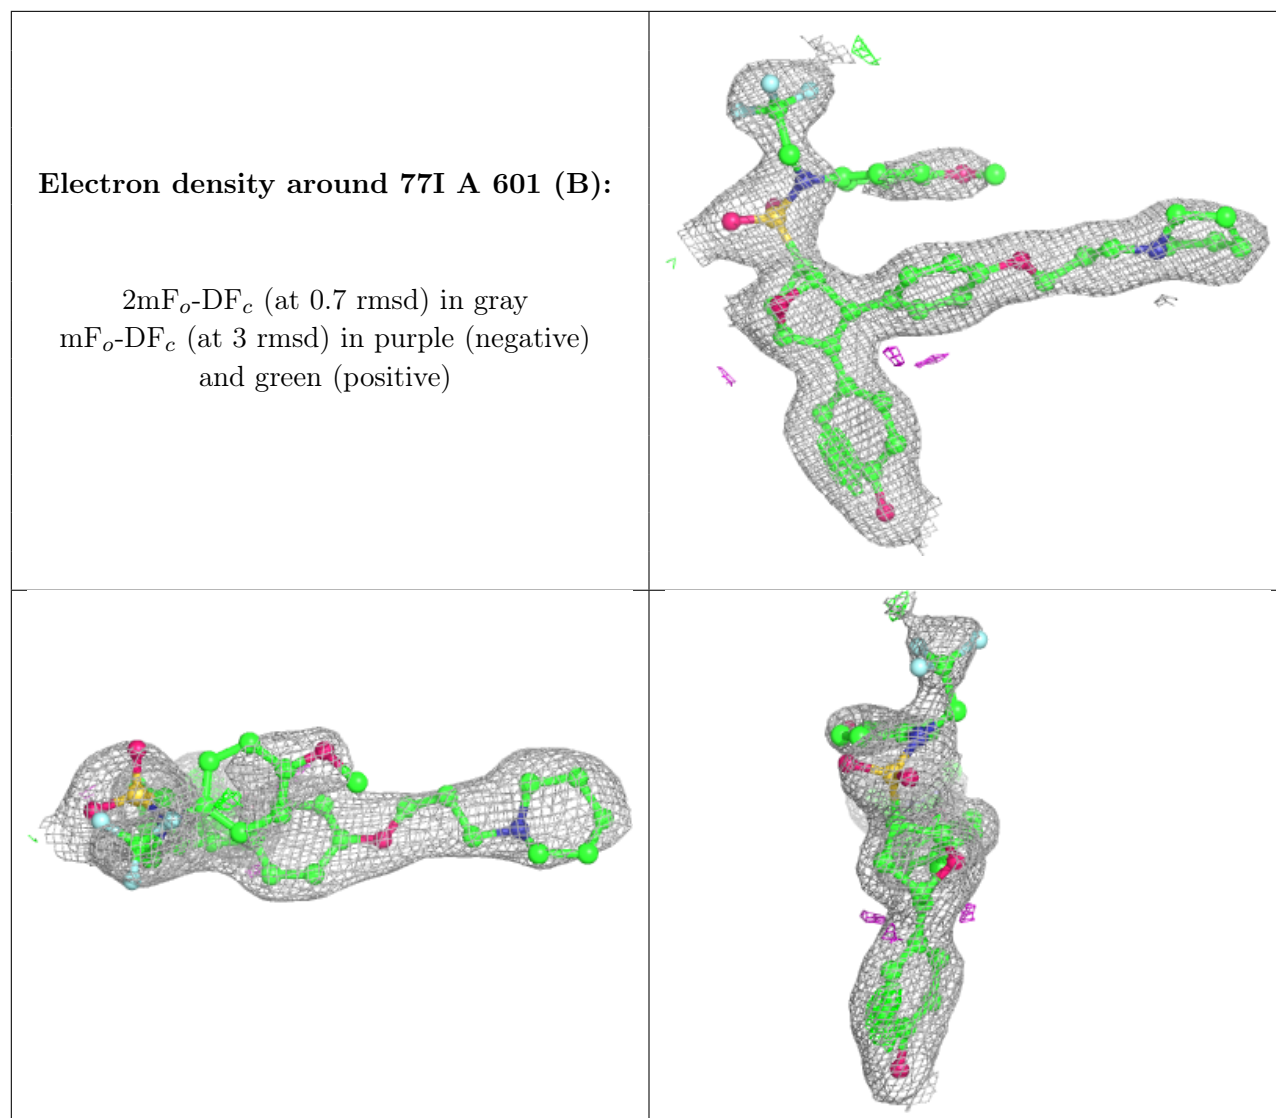 Electron density around 77I A 601 (B):
2mFₒ-DF𝒸 (at 0.7 rmsd) in gray
mFₒ-DF𝒸 (at 3 rmsd) in purple (negative)
and green (positive)